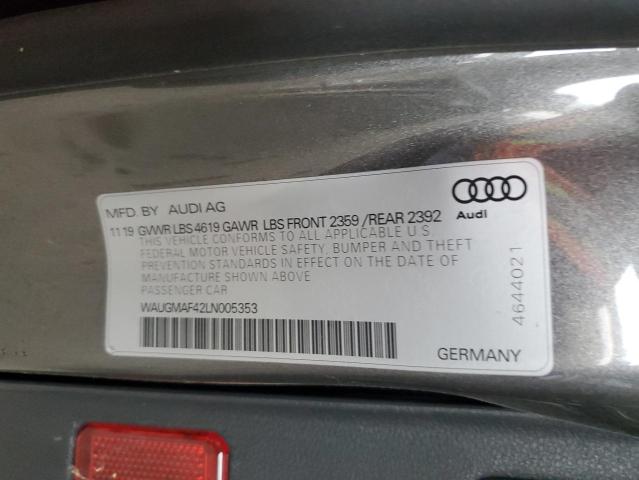 MFD. BY AUDI AG
11 19 GVWR LBS 4619 GAWR LBS FRONT 2359 /REAR 2392
THIS VEHICLE CONFORMS TO ALL APPLICABLE U S
FEDERAL MOTOR VEHICLE SAFETY, BUMPER AND THEFT
PREVENTION STANDARDS IN EFFECT ON THE DATE OF
MANUFACTURE SHOWN ABOVE
PASSENGER CAR
WAUGMAF42LN005353
Audi
4644021
GERMANY